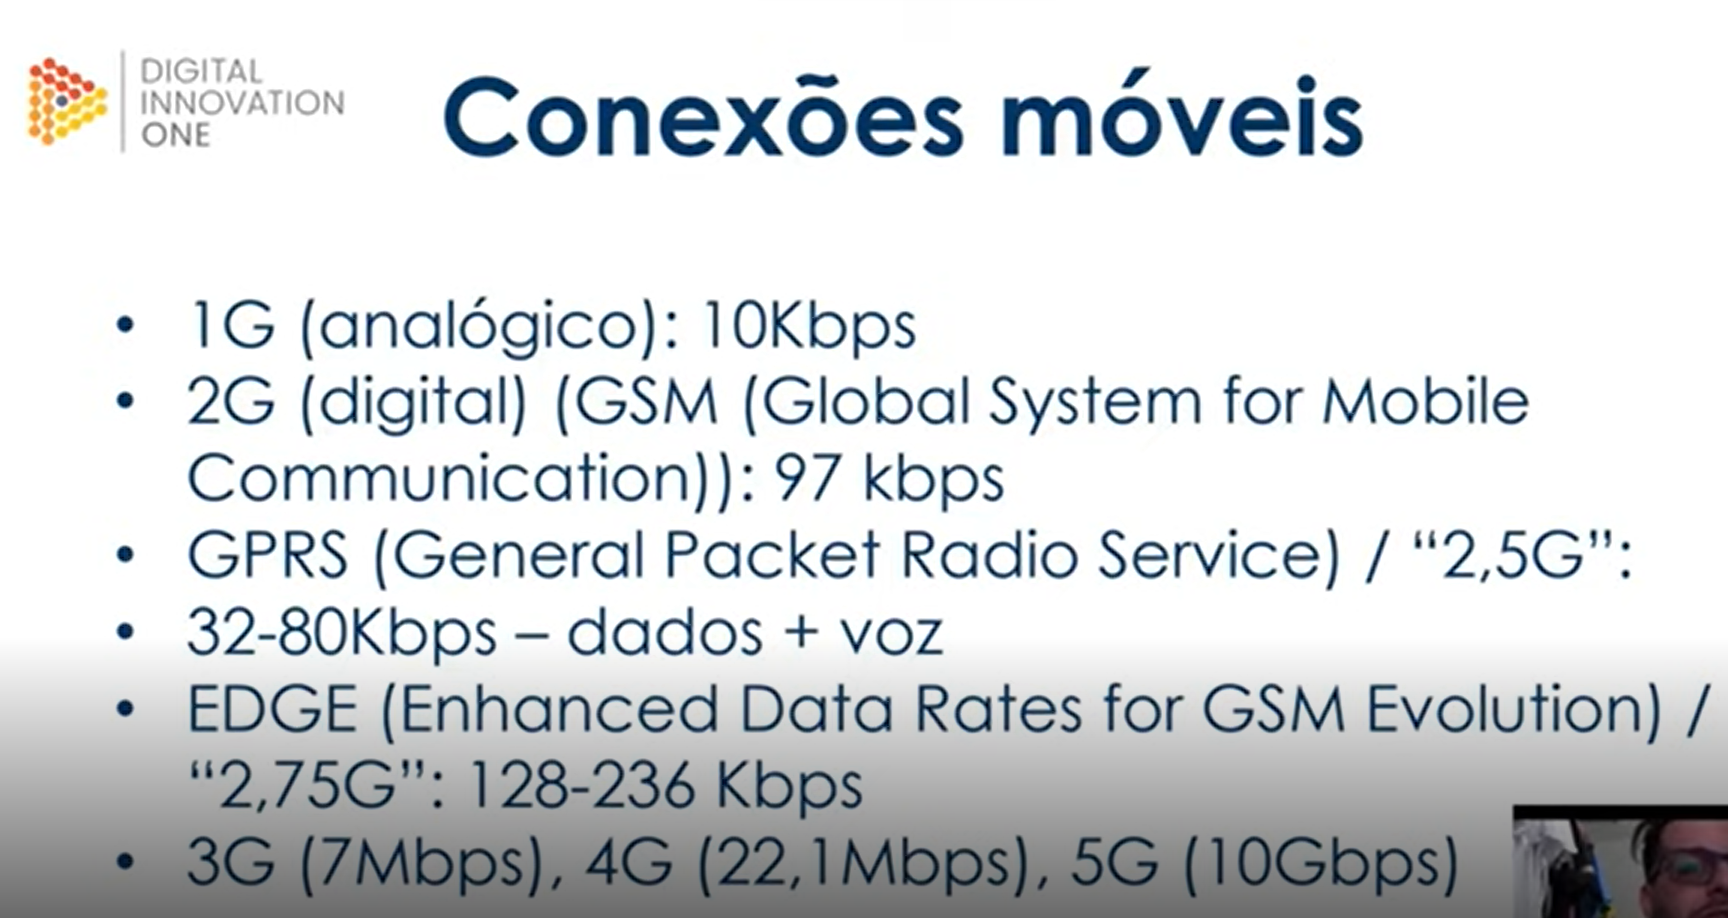 DIGITAL
INNOVATION
ONE
Conexões móveis
• 1G (analógico): 10Kbps
• 2G (digital) (GSM (Global System for Mobile
Communication)): 97 kbps
• GPRS (General Packet Radio Service) / “2,5G”:
• 32-80Kbps – dados + voz
• EDGE (Enhanced Data Rates for GSM Evolution) /
“2,75G”: 128-236 Kbps
• 3G (7Mbps), 4G (22,1Mbps), 5G (10Gbps)